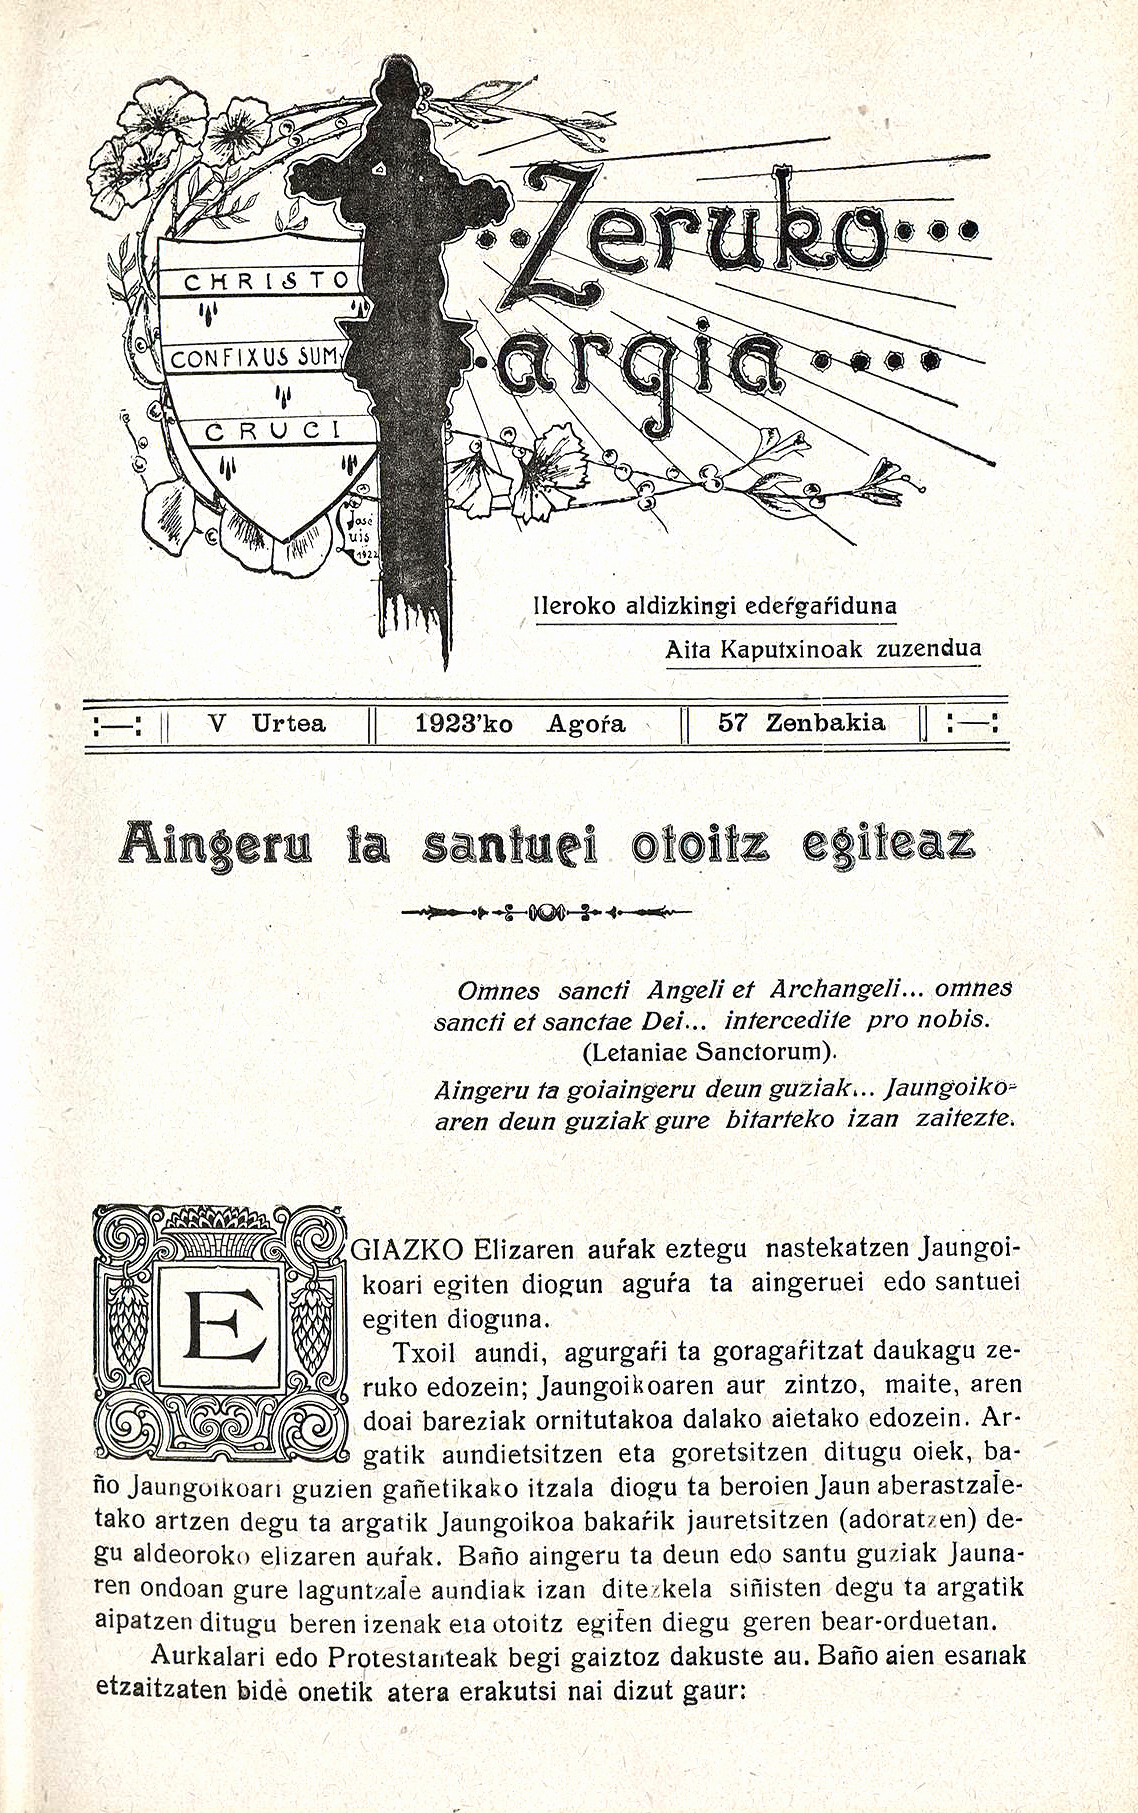 Zeruko
argia
CHRISTO
CONFIXUS SUM
CRUCI
José
Luis
1922
Ileroko aldizkingi edeŕgaŕiduna
Aita Kaputxinoak zuzendua
V Urtea 1923'ko Agoŕa 57 Zenbakia
Aingeru ta santuei otoitz egiteaz
Omnes sancti Angeli et Archangeli... omnes
sancti et sanctae Dei... intercedite pro nobis.
(Letaniae Sanctorum).
Aingeru ta goiaingeru deun guziak... Jaungoiko-
aren deun guziak gure bitarteko izan zaitezte.
EGIAZKO Elizaren auŕak eztegu nastekatzen Jaungoi-
koari egiten diogun aguŕa ta aingeruei edo santuei
egiten dioguna.
Txoil aundi, agurgaŕi ta goragaŕitzat daukagu ze-
ruko edozein; Jaungoikoaren aur zintzo, maite, aren
doai bareziak ornitutakoa dalako aietako edozein. Ar-
gatik aundietsitzen eta goretsitzen ditugu oiek, ba-
ño Jaungoikoari guzien gañetikako itzala diogu ta beroien Jaun aberastzaĺe-
tako artzen degu ta argatik Jaungoikoa bakaŕik jauretsitzen (adoratzen) de-
gu aldeoroko elizaren auŕak. Baño aingeru ta deun edo santu guziak Jauna-
ren ondoan gure laguntzaĺe aundiak izan ditezkela siñisten degu ta argatik
aipatzen ditugu beren izenak eta otoitz egiten diegu geren bear-orduetan.
Aurkalari edo Protestanteak begi gaiztoz dakuste au. Baño aien esanak
etzaitzaten bidè onetik atera erakutsi nai dizut gaur: